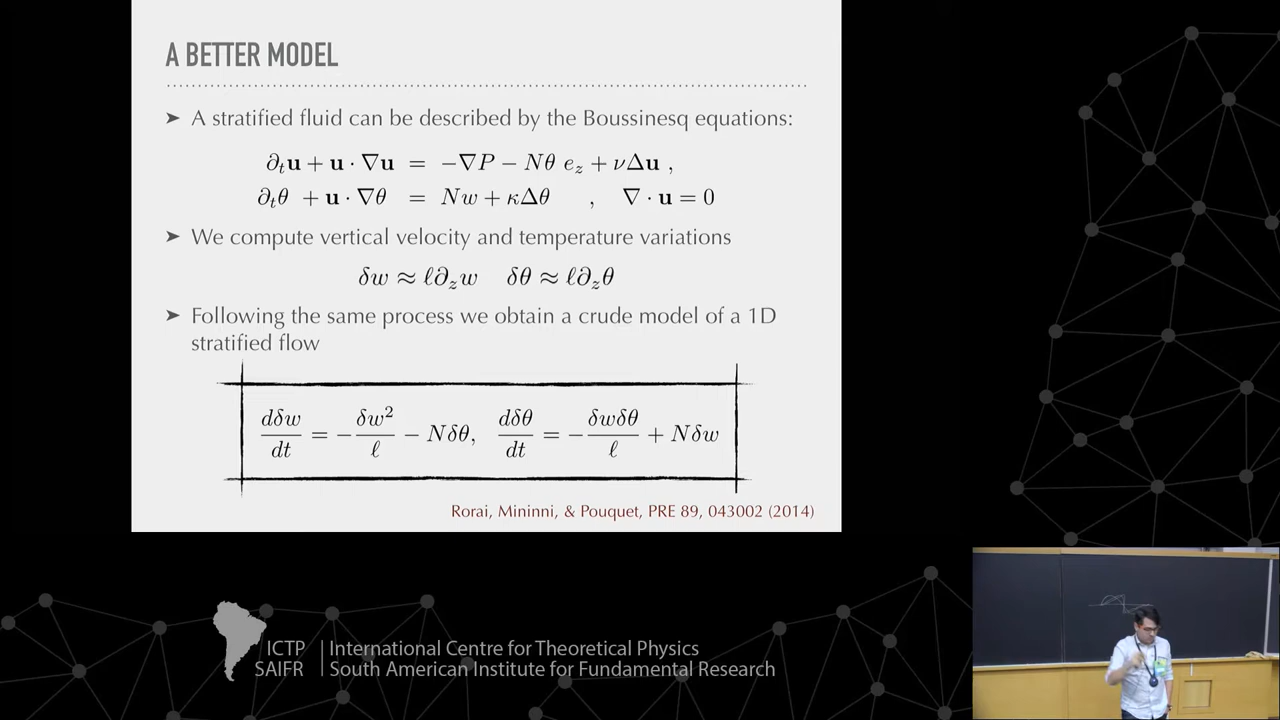 A BETTER MODEL
➤ A stratified fluid can be described by the Boussinesq equations:
∂ₜ𝐮 + 𝐮 · ∇𝐮 = −∇P − Nθ e_z + νΔ𝐮 ,
∂ₜθ + 𝐮 · ∇θ = Nw + κΔθ , ∇ · 𝐮 = 0
➤ We compute vertical velocity and temperature variations
δw ≈ ℓ∂_z w δθ ≈ ℓ∂_z θ
➤ Following the same process we obtain a crude model of a 1D
stratified flow
dδw/dt = −δw²/ℓ − Nδθ, dδθ/dt = −δwδθ/ℓ + Nδw
Rorai, Mininni, & Pouquet, PRE 89, 043002 (2014)
ICTP
SAIFR
International Centre for Theoretical Physics
South American Institute for Fundamental Research